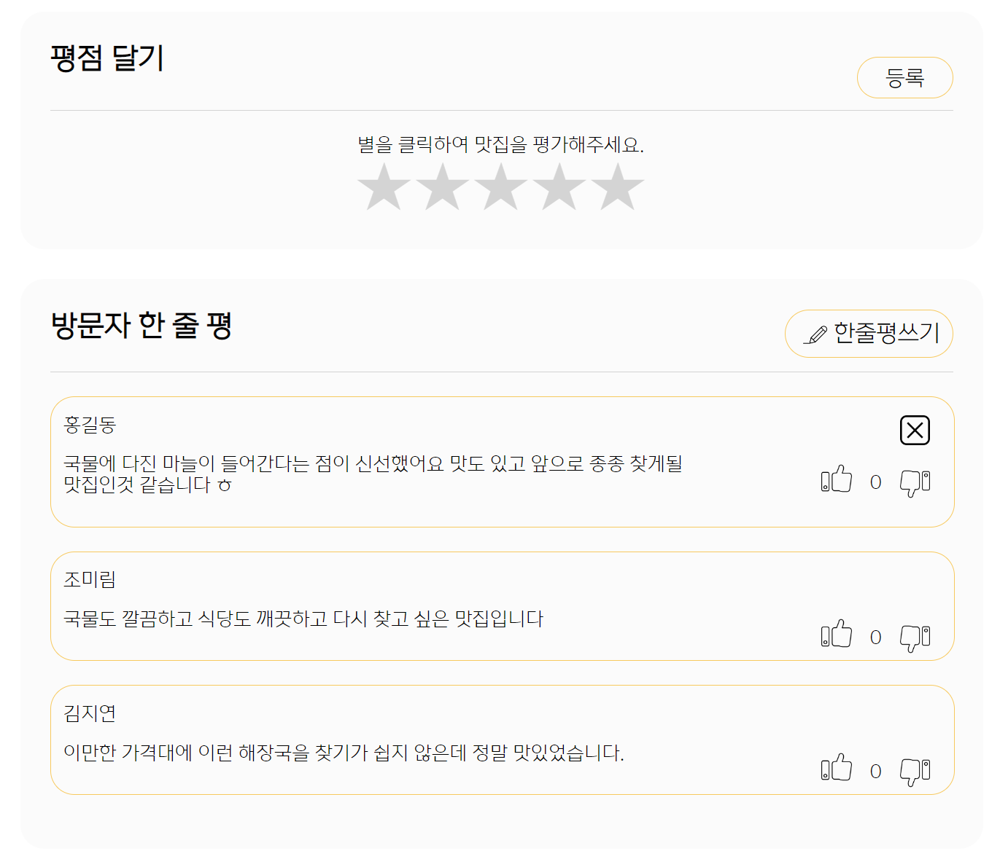 평점 달기
등록
별을 클릭하여 맛집을 평가해주세요.
방문자 한 줄 평
한줄평쓰기
홍길동
국물에 다진 마늘이 들어간다는 점이 신선했어요 맛도 있고 앞으로 종종 찾게될
맛집인것 같습니다 ㅎ
0
조미림
국물도 깔끔하고 식당도 깨끗하고 다시 찾고 싶은 맛집입니다
0
김지연
이만한 가격대에 이런 해장국을 찾기가 쉽지 않은데 정말 맛있었습니다.
0